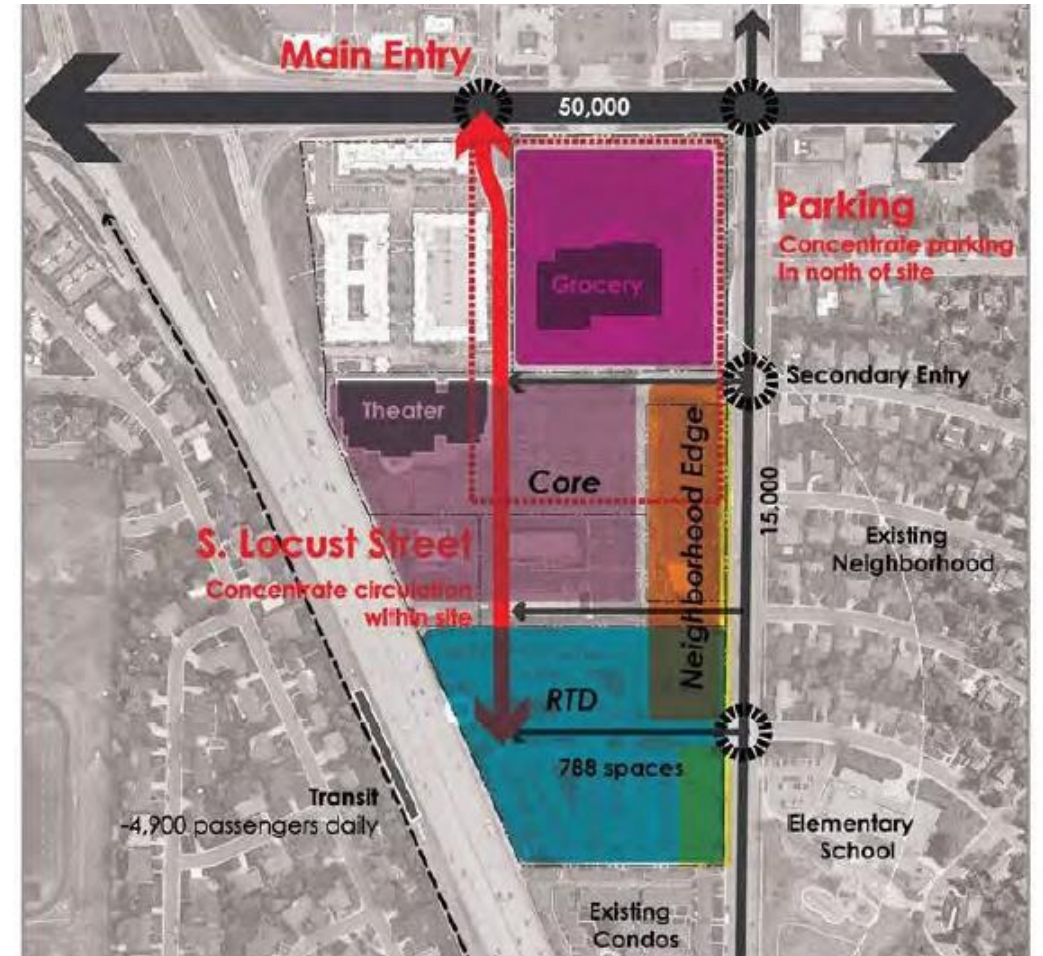 Main Entry
50,000
Parking
Concentrate parking
in north of site
Grocery
Secondary Entry
Theater
Core
Neighborhood Edge
15,000
Existing
Neighborhood
S. Locust Street
Concentrate circulation
within site
RTD
788 spaces
Transit
-4,900 passengers daily
Elementary
School
Existing
Condos